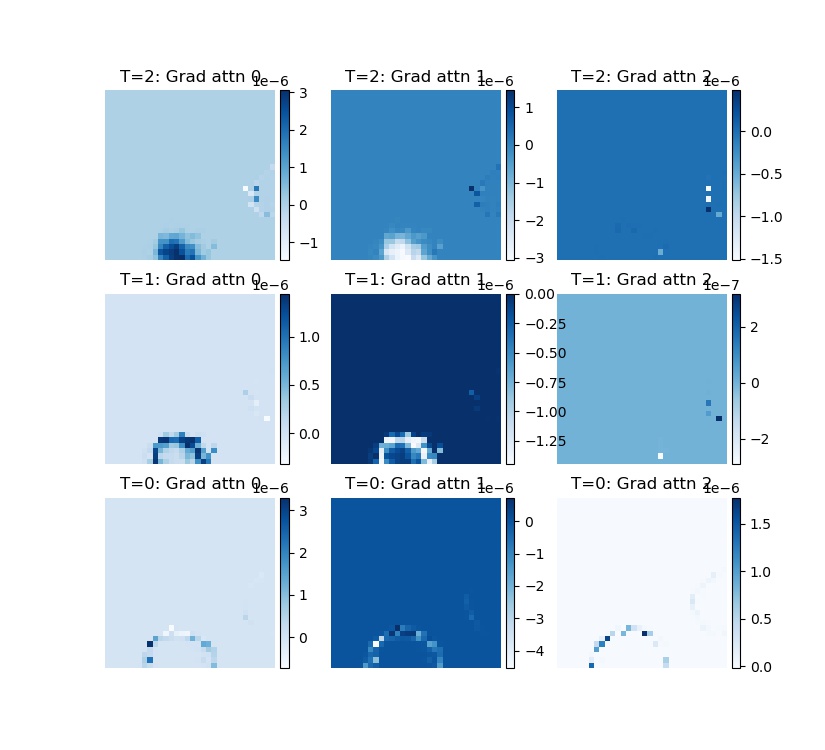 T=2: Grad attn 0
1e−6
3
2
1
0
−1
T=2: Grad attn 1
1e−6
1
0
−1
−2
−3
T=2: Grad attn 2
1e−6
0.0
−0.5
−1.0
−1.5
T=1: Grad attn 0
1e−6
1.0
0.5
0.0
T=1: Grad attn 1
1e−6
0.00
−0.25
−0.50
−0.75
−1.00
−1.25
T=1: Grad attn 2
1e−7
2
0
−2
T=0: Grad attn 0
1e−6
3
2
1
0
T=0: Grad attn 1
1e−6
0
−1
−2
−3
−4
T=0: Grad attn 2
1e−6
1.5
1.0
0.5
0.0